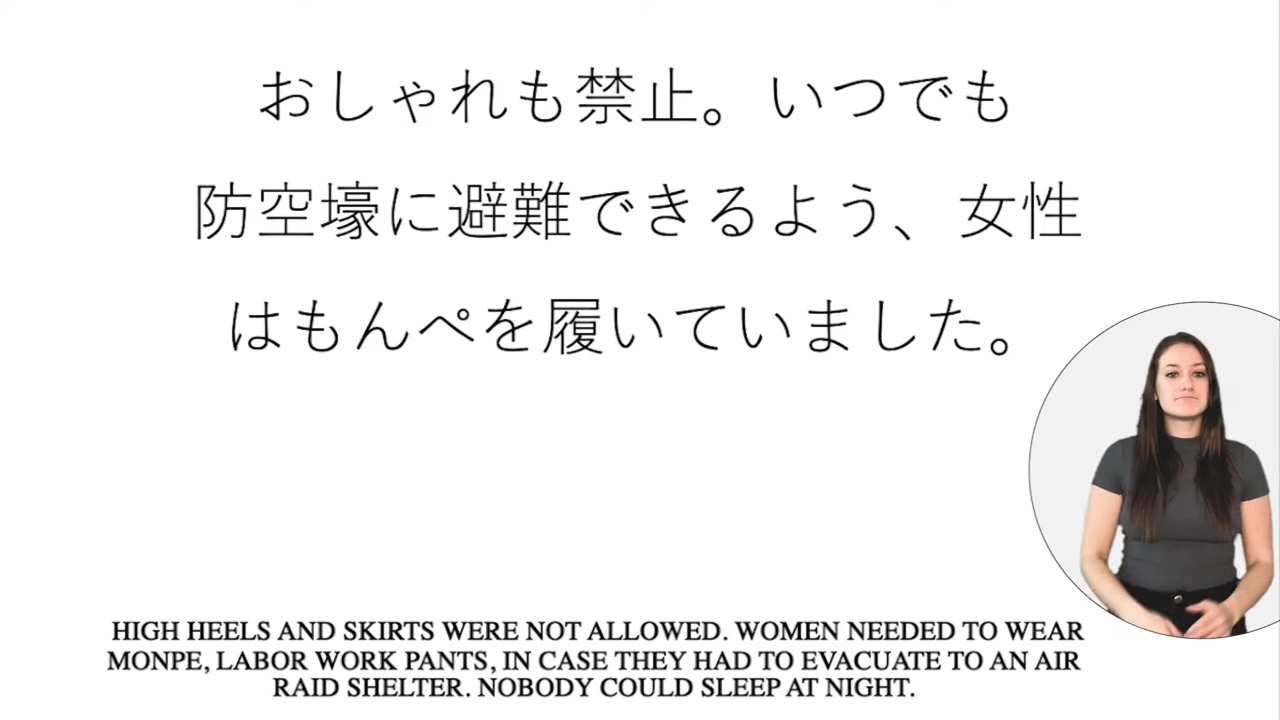 おしゃれも禁止。いつでも
防空壕に避難できるよう、女性
はもんぺを履いていました。
HIGH HEELS AND SKIRTS WERE NOT ALLOWED. WOMEN NEEDED TO WEAR
MONPE, LABOR WORK PANTS, IN CASE THEY HAD TO EVACUATE TO AN AIR
RAID SHELTER. NOBODY COULD SLEEP AT NIGHT.